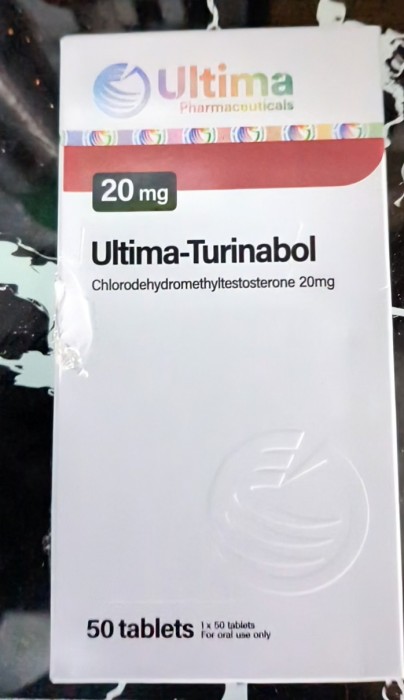 Ultima
Pharmaceuticals
20 mg
Ultima-Turinabol
Chlorodehydromethyltestosterone 20mg
50 tablets
1 x 50 tablets
For oral use only